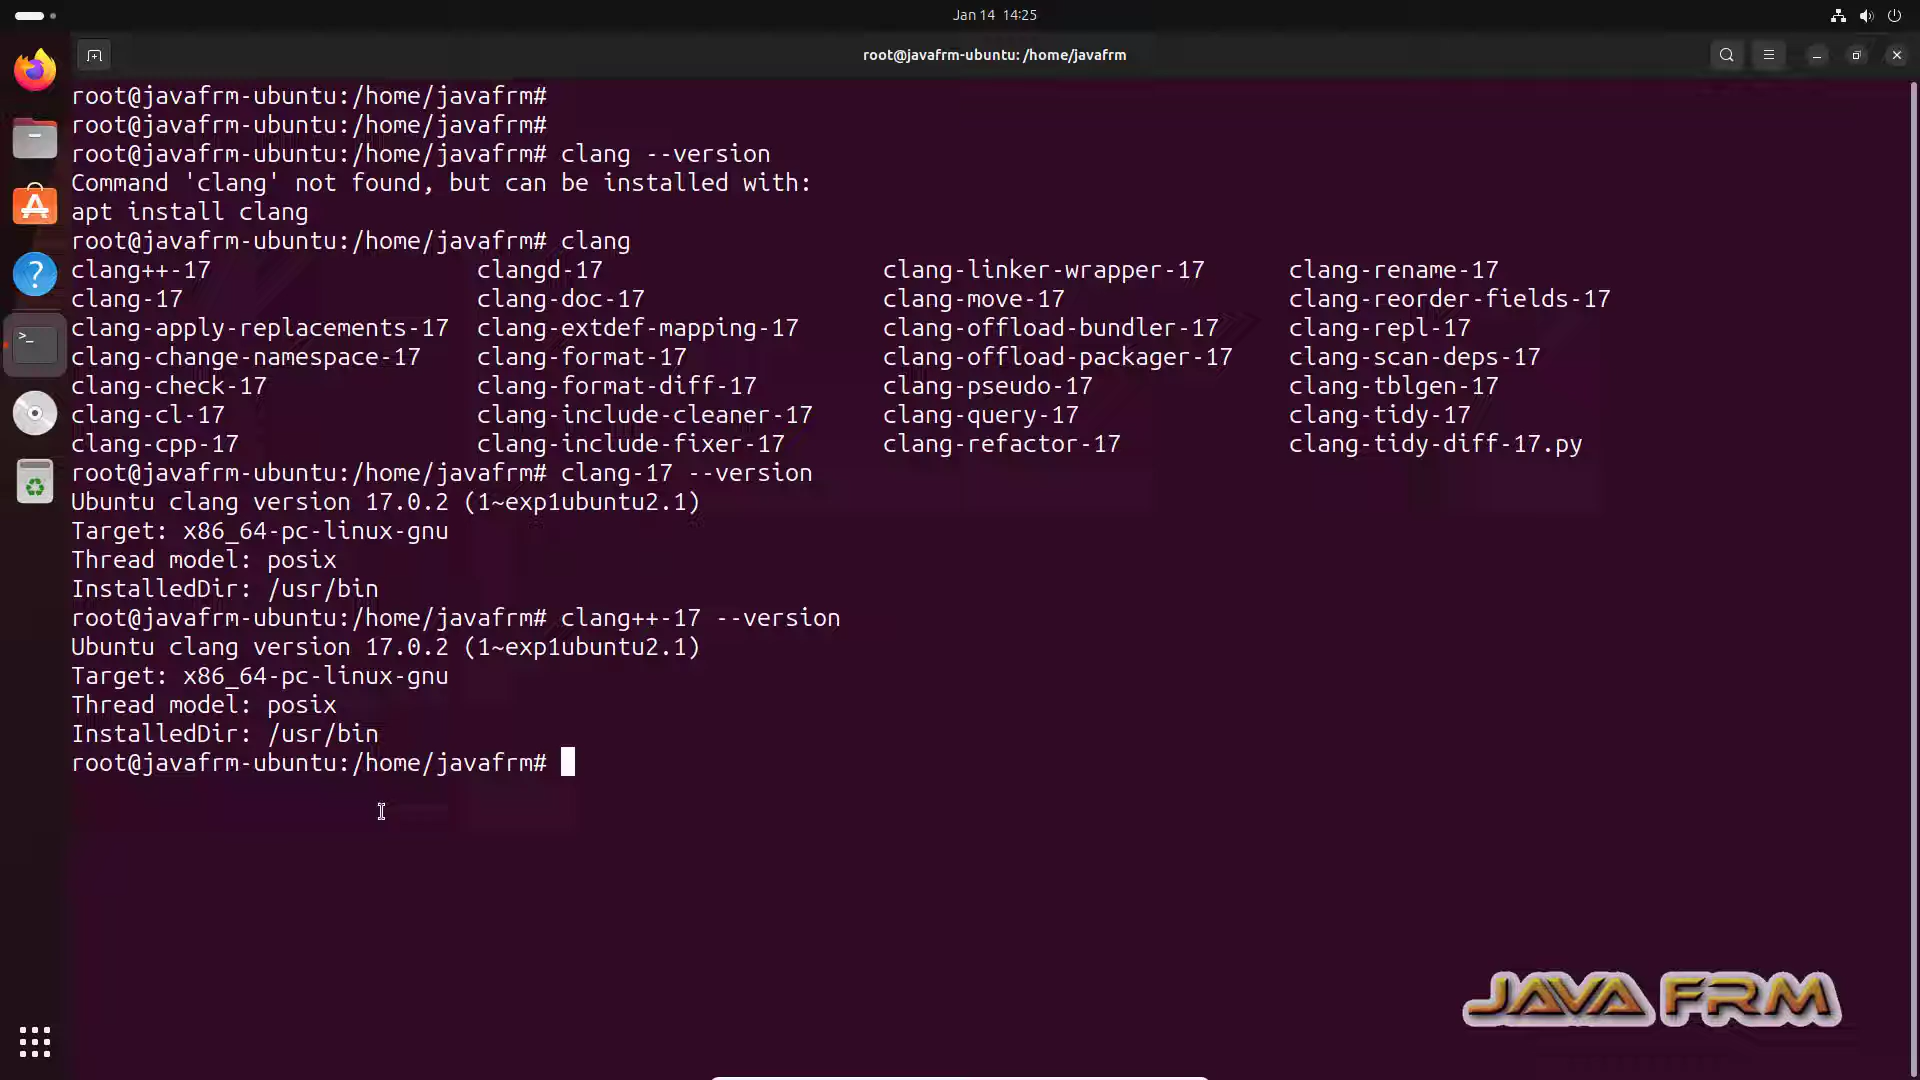 Jan 14 14:25
root@javafrm-ubuntu: /home/javafrm
root@javafrm-ubuntu:/home/javafrm#
root@javafrm-ubuntu:/home/javafrm#
root@javafrm-ubuntu:/home/javafrm# clang --version
Command 'clang' not found, but can be installed with:
apt install clang
root@javafrm-ubuntu:/home/javafrm# clang
clang++-17 clangd-17 clang-linker-wrapper-17 clang-rename-17
clang-17 clang-doc-17 clang-move-17 clang-reorder-fields-17
clang-apply-replacements-17 clang-extdef-mapping-17 clang-offload-bundler-17 clang-repl-17
clang-change-namespace-17 clang-format-17 clang-offload-packager-17 clang-scan-deps-17
clang-check-17 clang-format-diff-17 clang-pseudo-17 clang-tblgen-17
clang-cl-17 clang-include-cleaner-17 clang-query-17 clang-tidy-17
clang-cpp-17 clang-include-fixer-17 clang-refactor-17 clang-tidy-diff-17.py
root@javafrm-ubuntu:/home/javafrm# clang-17 --version
Ubuntu clang version 17.0.2 (1~exp1ubuntu2.1)
Target: x86_64-pc-linux-gnu
Thread model: posix
InstalledDir: /usr/bin
root@javafrm-ubuntu:/home/javafrm# clang++-17 --version
Ubuntu clang version 17.0.2 (1~exp1ubuntu2.1)
Target: x86_64-pc-linux-gnu
Thread model: posix
InstalledDir: /usr/bin
root@javafrm-ubuntu:/home/javafrm#
JAVA FRM